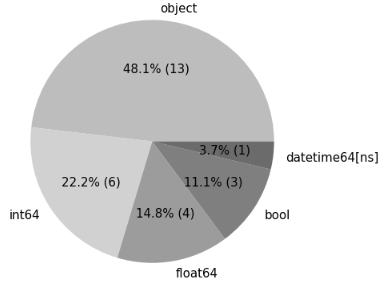 object
48.1% (13)
3.7% (1)
datetime64[ns]
22.2% (6)
11.1% (3)
14.8% (4)
int64
bool
float64